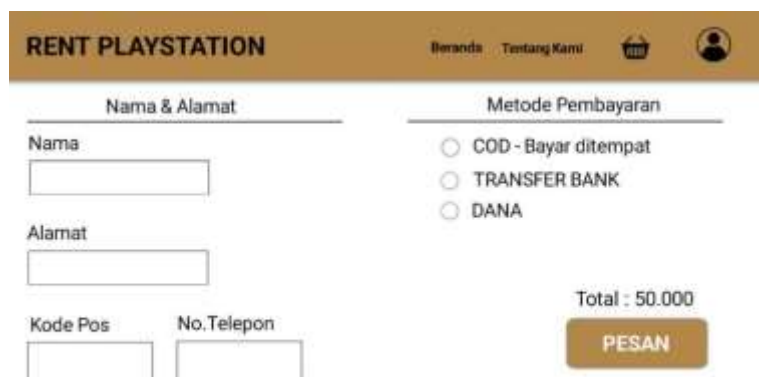 RENT PLAYSTATION
Beranda Tentang Kami
Nama & Alamat
Nama
Alamat
Kode Pos No.Telepon
Metode Pembayaran
COD - Bayar ditempat
TRANSFER BANK
DANA
Total : 50.000
PESAN